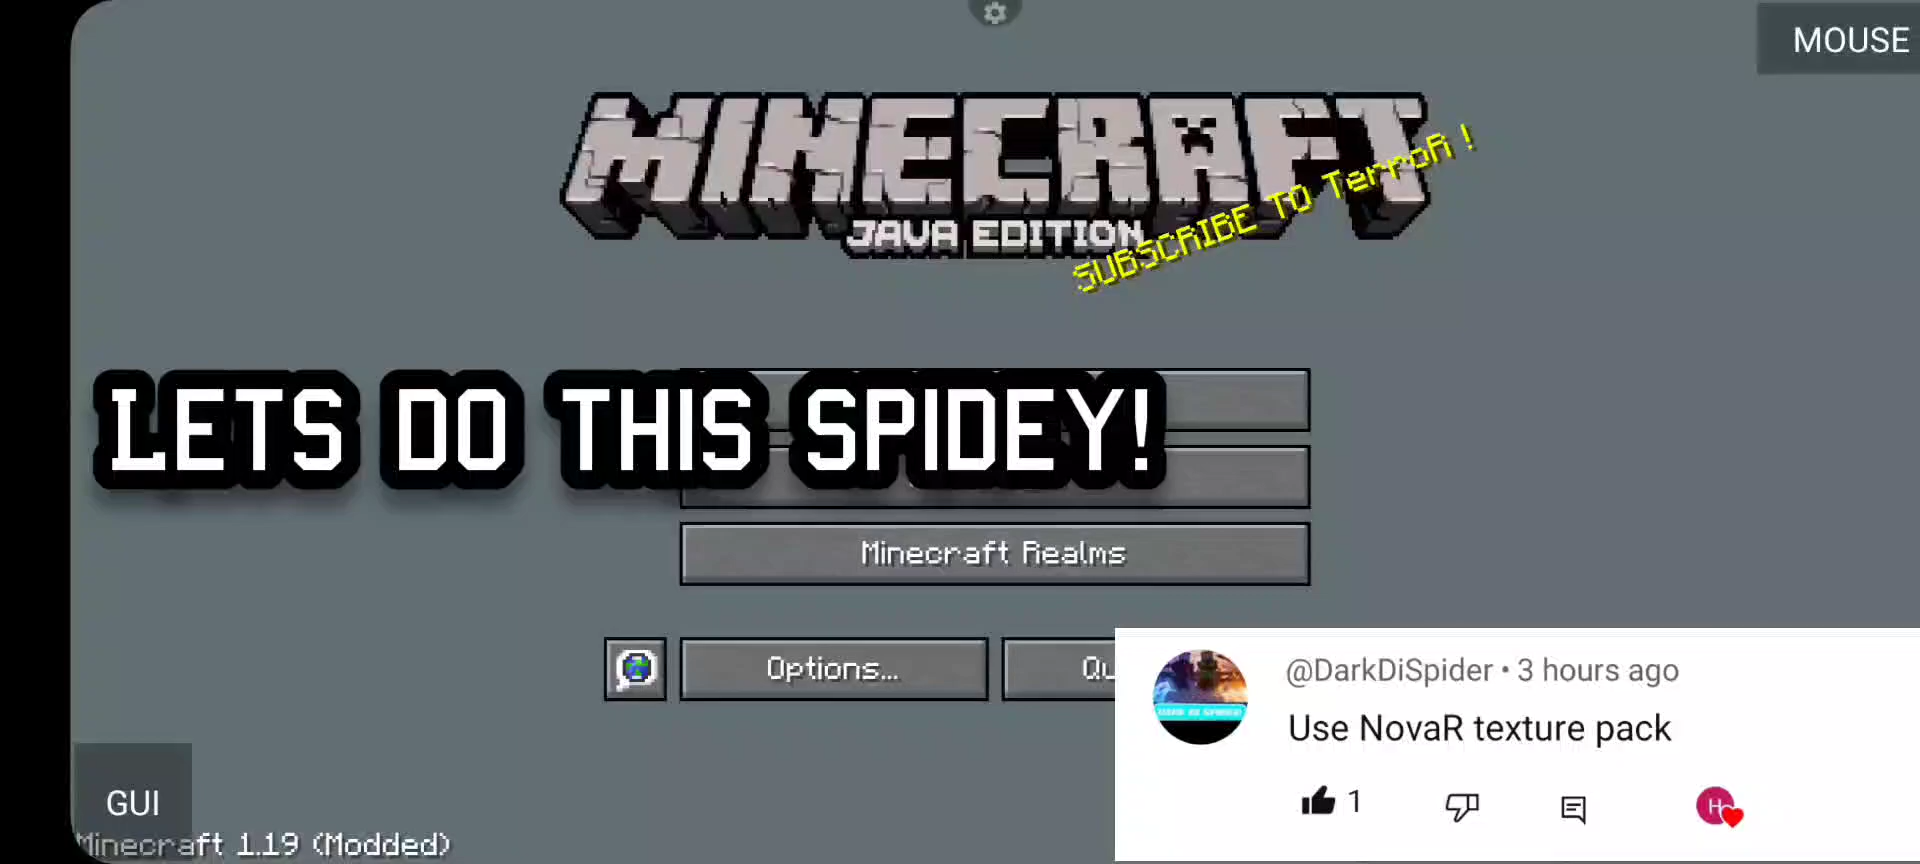 MOUSE
MINECRAFT
JAVA EDITION
SUBSCRIBE TO TerroR !
LETS DO THIS SPIDEY!
Minecraft Realms
Options...
Qu
@DarkDiSpider • 3 hours ago
Use NovaR texture pack
1
H
GUI
Minecraft 1.19 (Modded)